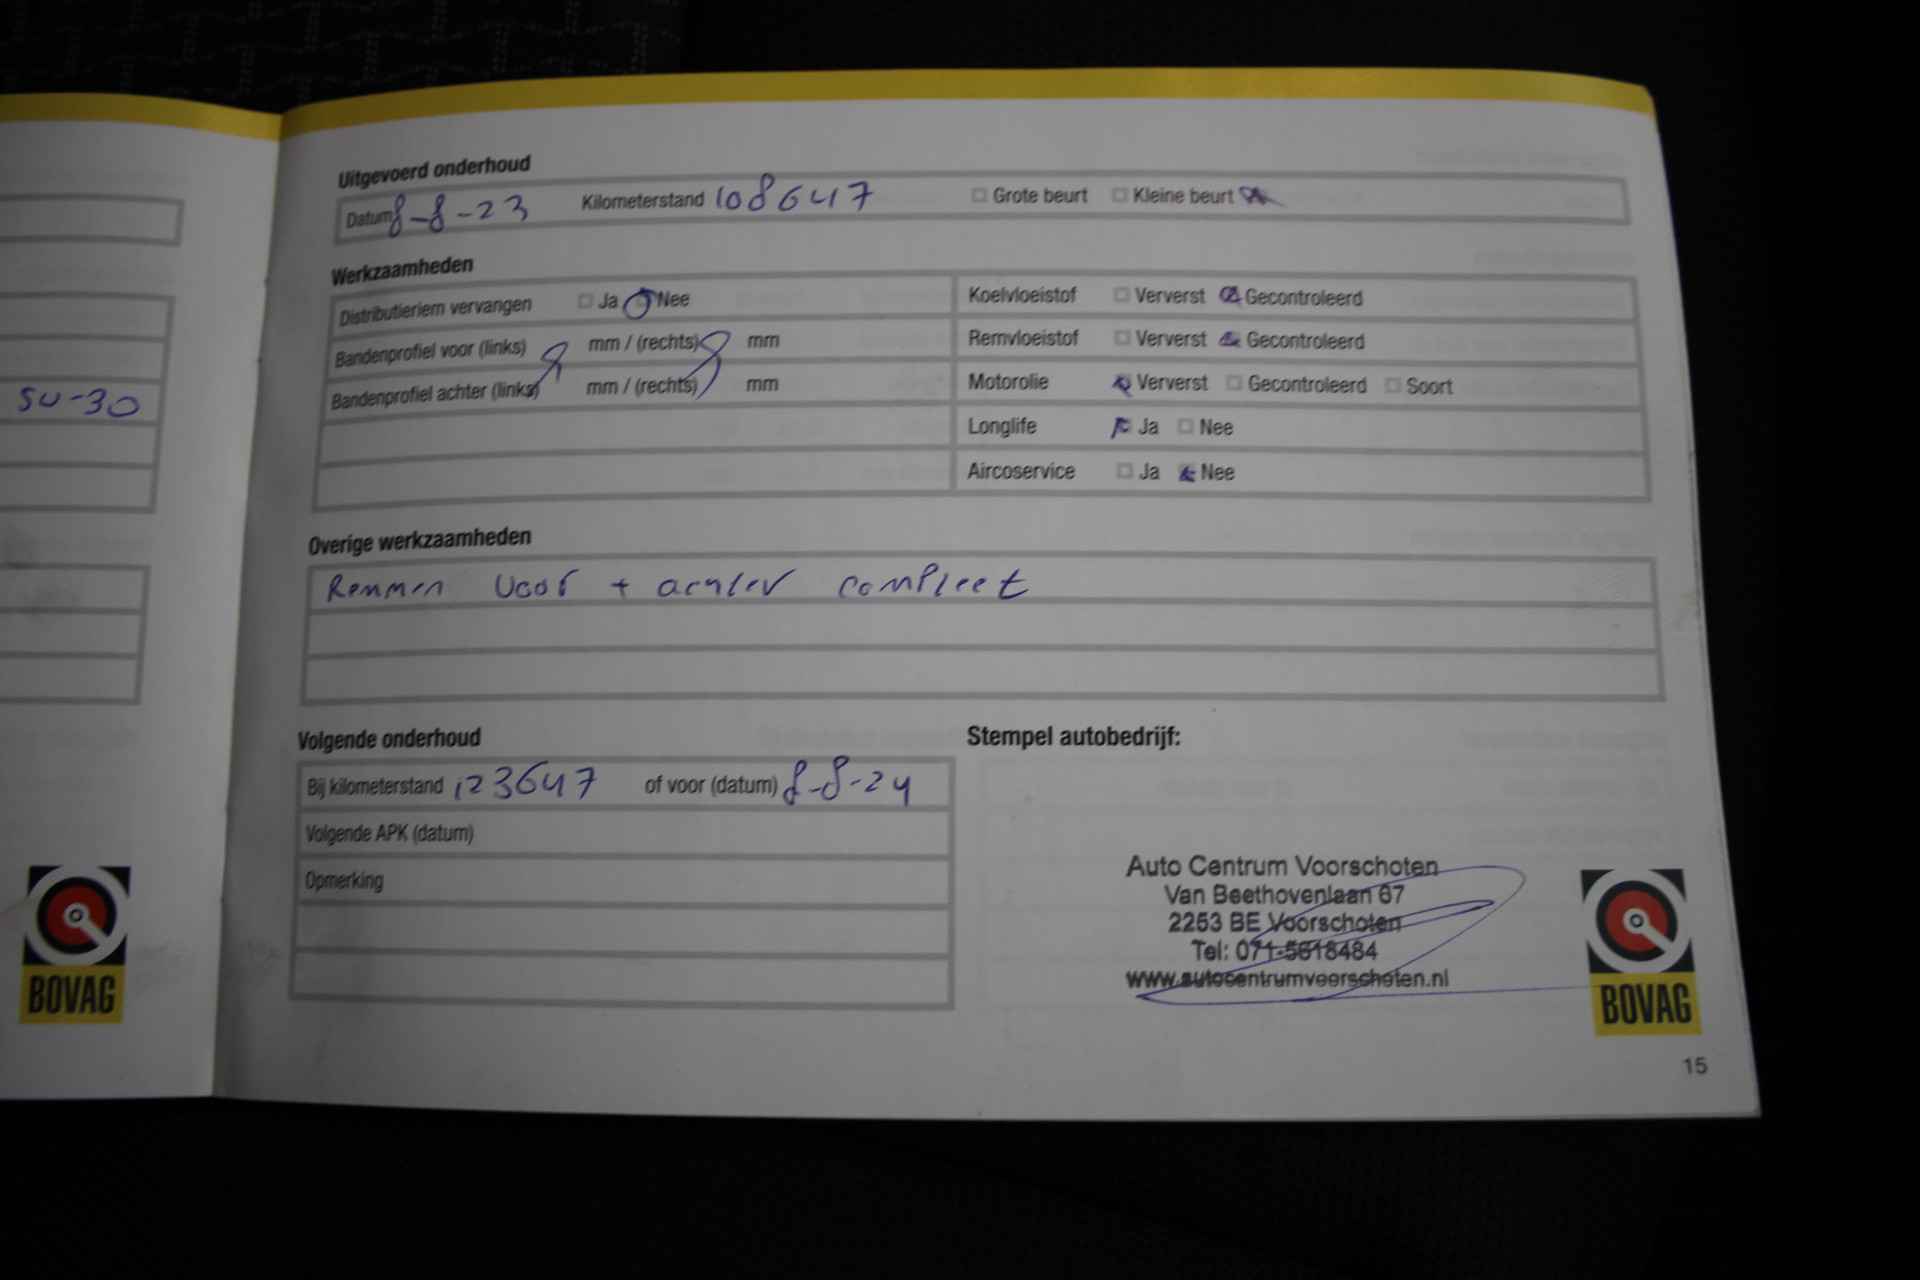 5W-30
BOVAG
Uitgevoerd onderhoud
Datum 8-8-23 Kilometerstand 108647 Grote beurt Kleine beurt
Werkzaamheden
Distributieriem vervangen Ja Nee
Bandenprofiel voor (links) mm / (rechts) mm
Bandenprofiel achter (links) mm / (rechts) mm
Koelvloeistof Ververst Gecontroleerd
Remvloeistof Ververst Gecontroleerd
Motorolie Ververst Gecontroleerd Soort
Longlife Ja Nee
Aircoservice Ja Nee
Overige werkzaamheden
Remmen voor + achter compleet
Volgende onderhoud
Bij kilometerstand 123647 of voor (datum) 8-8-24
Volgende APK (datum)
Opmerking
Stempel autobedrijf:
Auto Centrum Voorschoten
Van Beethovenlaan 67
2253 BE Voorschoten
Tel: 071-5618484
www.autocentrumvoorschoten.nl
BOVAG
15